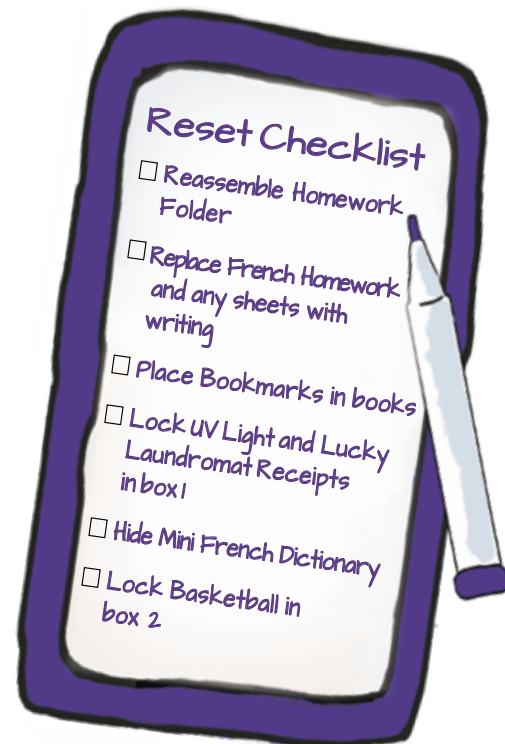 Reset Checklist
Reassemble Homework
Folder
Replace French Homework
and any sheets with
writing
Place Bookmarks in books
Lock UV Light and Lucky
Laundromat Receipts
in box 1
Hide Mini French Dictionary
Lock Basketball in
box 2